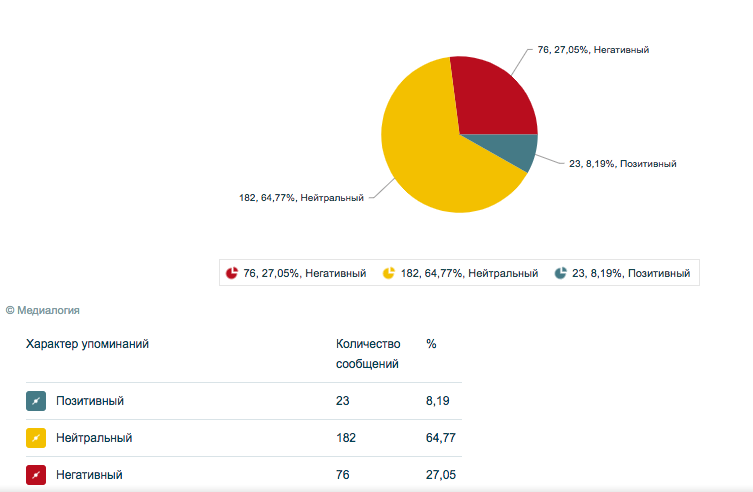 76, 27,05%, Негативный
23, 8,19%, Позитивный
182, 64,77%, Нейтральный
76, 27,05%, Негативный 182, 64,77%, Нейтральный 23, 8,19%, Позитивный
© Медиалогия
Характер упоминаний Количество сообщений %
Позитивный 23 8,19
Нейтральный 182 64,77
Негативный 76 27,05